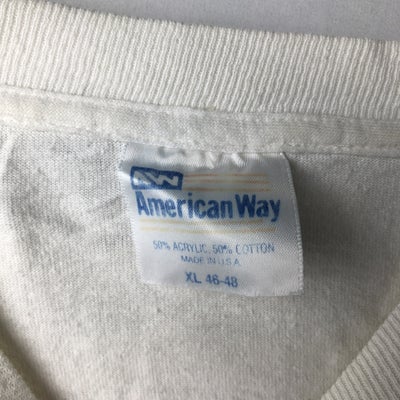 AW
American Way
50% ACRYLIC, 50% COTTON
MADE IN U.S.A.
XL 46-48